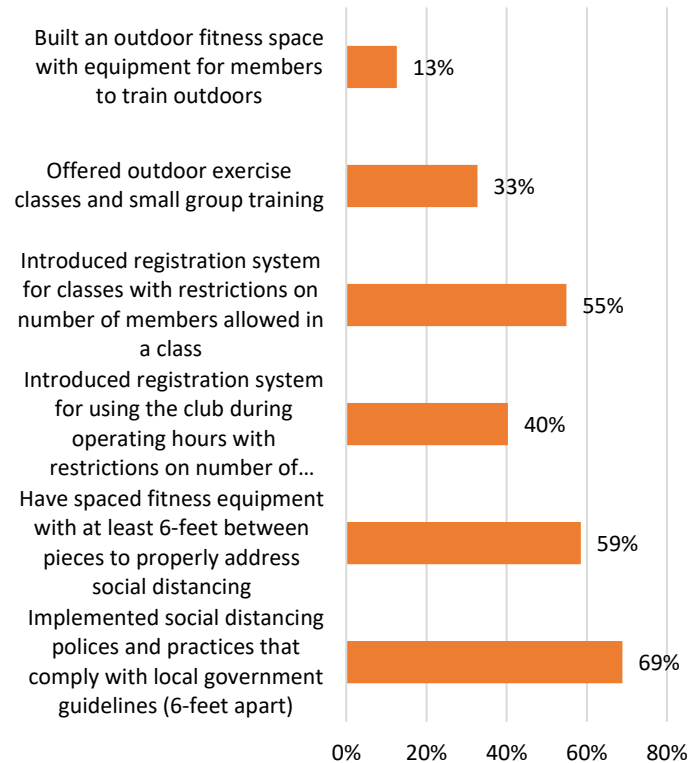 Built an outdoor fitness space
with equipment for members
to train outdoors
13%
Offered outdoor exercise
classes and small group training
33%
Introduced registration system
for classes with restrictions on
number of members allowed in
a class
55%
Introduced registration system
for using the club during
operating hours with
restrictions on number of...
40%
Have spaced fitness equipment
with at least 6-feet between
pieces to properly address
social distancing
59%
Implemented social distancing
polices and practices that
comply with local government
guidelines (6-feet apart)
69%
0% 20% 40% 60% 80%